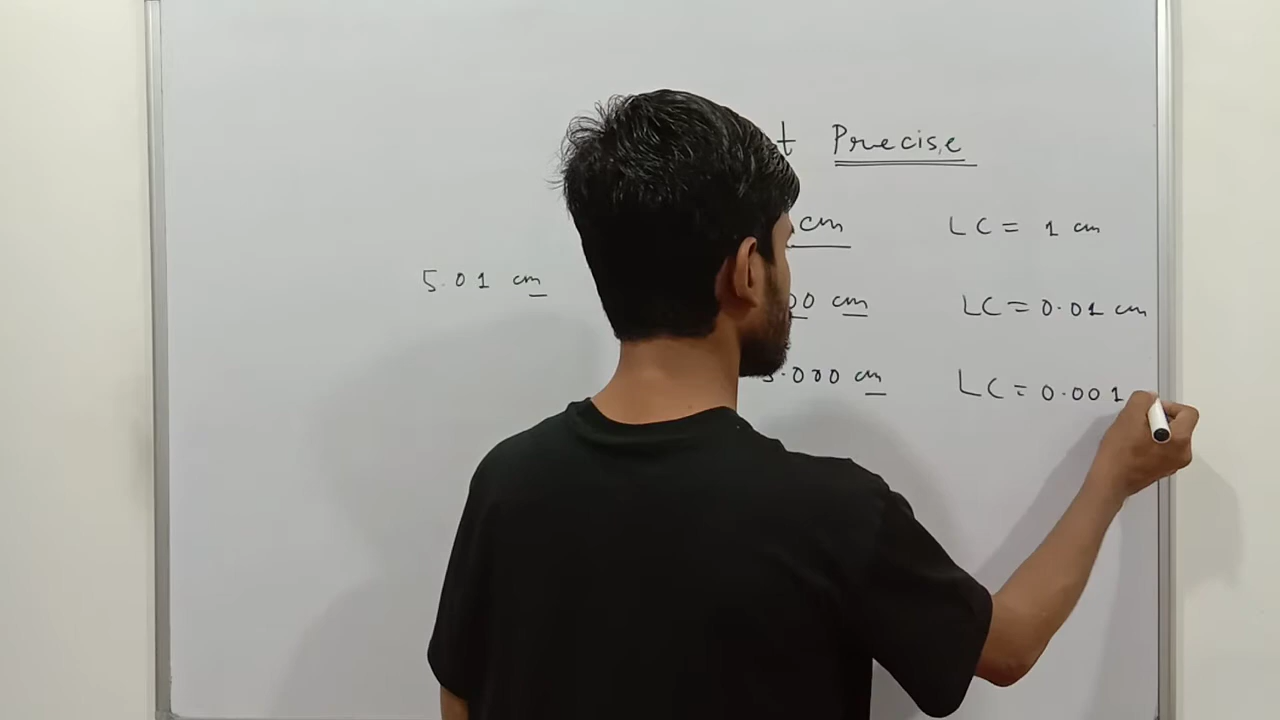 t Precise
cm LC = 1 cm
5.01 cm
00 cm LC = 0.01 cm
5.000 cm LC = 0.001